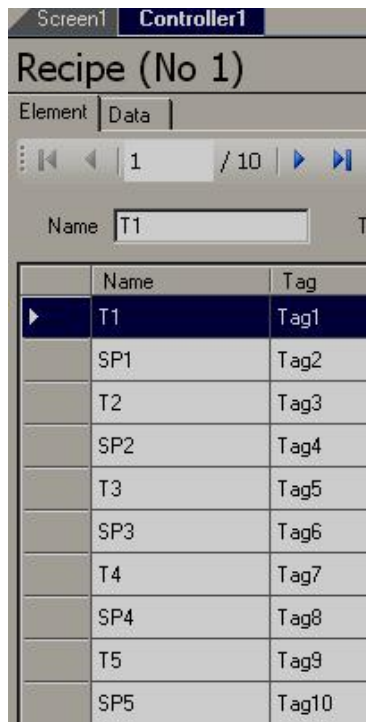 Screen1 Controller1
Recipe (No 1)
Element Data
1 / 10
Name T1 T
Name Tag
T1 Tag1
SP1 Tag2
T2 Tag3
SP2 Tag4
T3 Tag5
SP3 Tag6
T4 Tag7
SP4 Tag8
T5 Tag9
SP5 Tag10